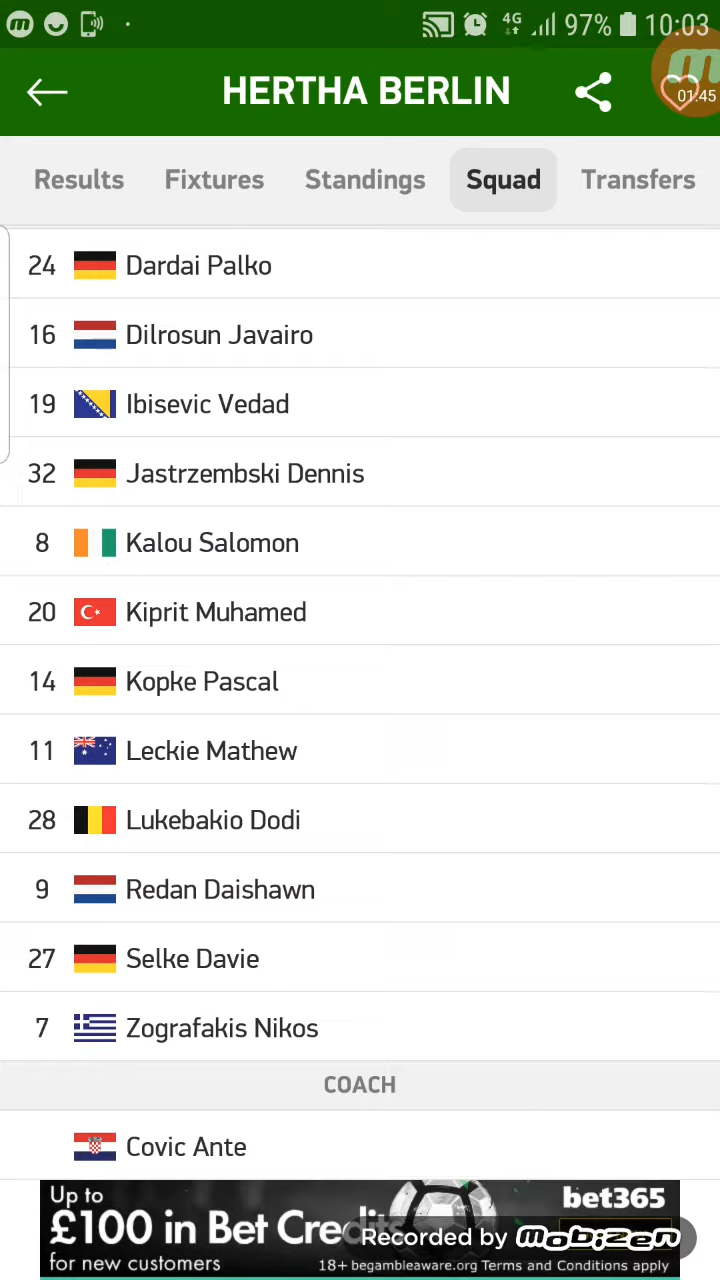 4G 97% 10:03
HERTHA BERLIN
01:45
Results Fixtures Standings Squad Transfers
24 Dardai Palko
16 Dilrosun Javairo
19 Ibisevic Vedad
32 Jastrzembski Dennis
8 Kalou Salomon
20 Kiprit Muhamed
14 Kopke Pascal
11 Leckie Mathew
28 Lukebakio Dodi
9 Redan Daishawn
27 Selke Davie
7 Zografakis Nikos
COACH
Covic Ante
Up to
£100 in Bet Credits
for new customers
bet365
Recorded by mobizen
18+ begambleaware.org Terms and Conditions apply